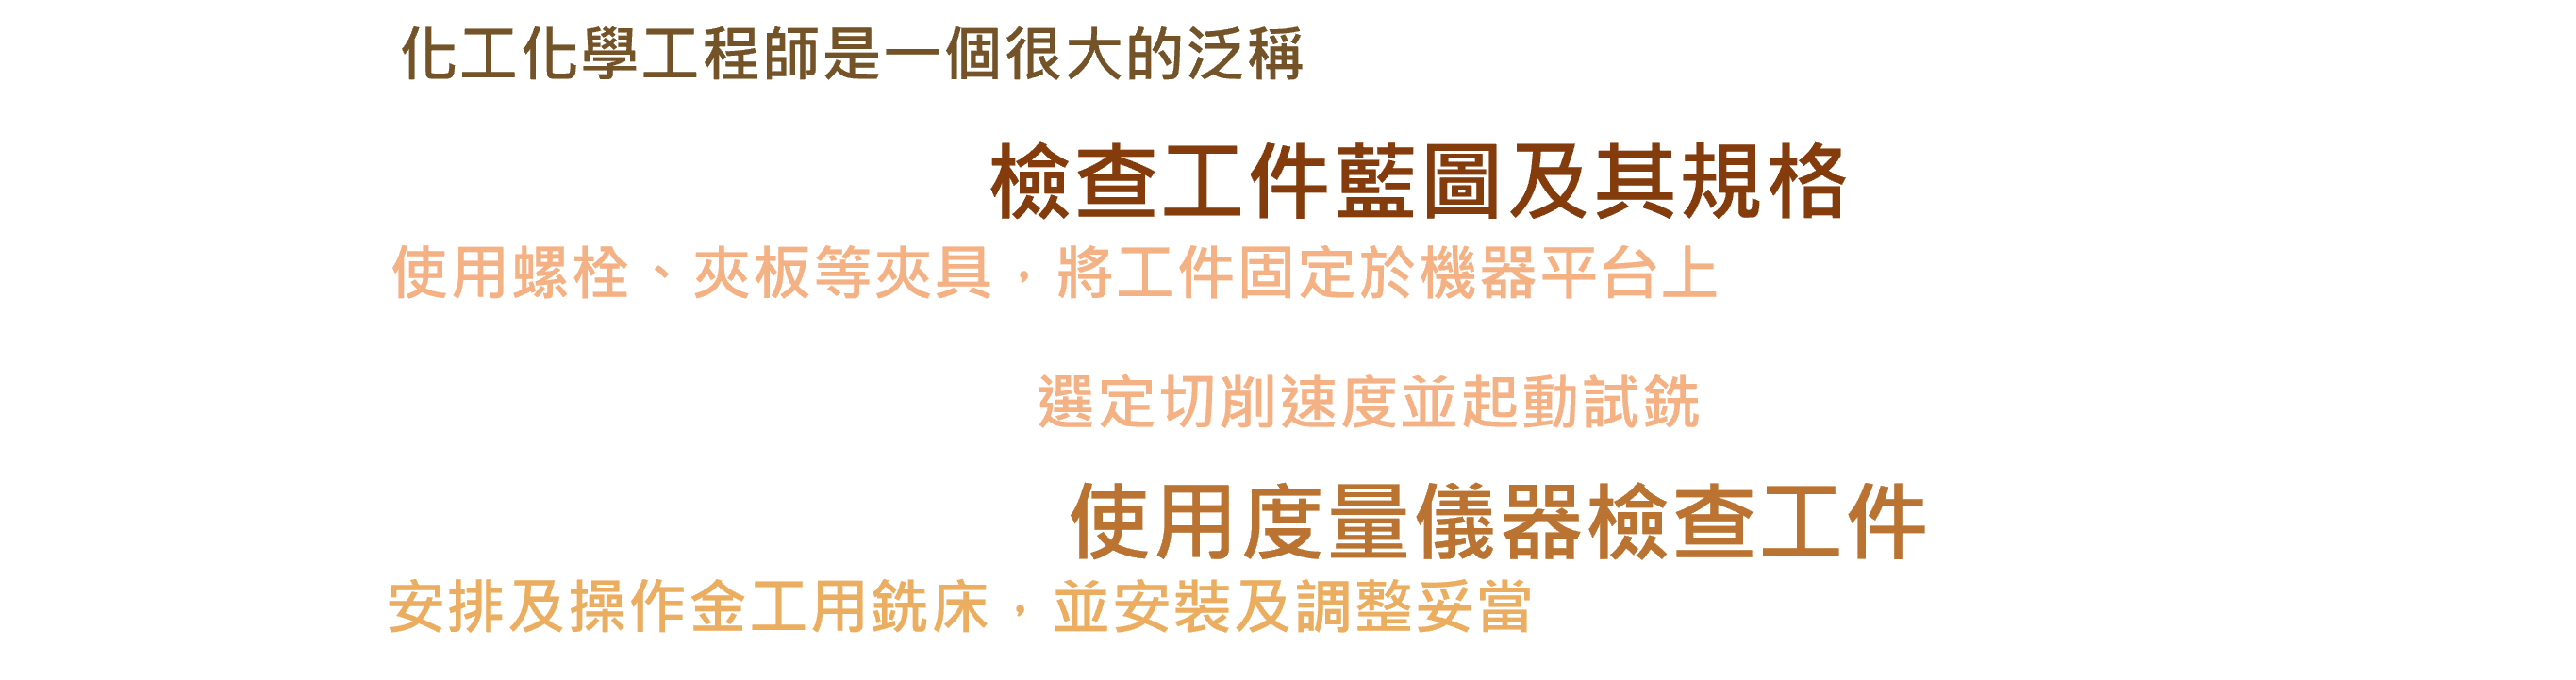 化工化學工程師是一個很大的泛稱
檢查工件藍圖及其規格
使用螺栓、夾板等夾具，將工件固定於機器平台上
選定切削速度並起動試銑
使用度量儀器檢查工件
安排及操作金工用銑床，並安裝及調整妥當